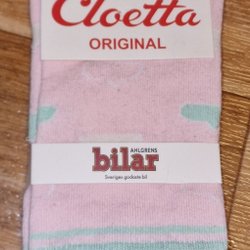 Cloetta
ORIGINAL
AHLGRENS
bilar
Sveriges godaste bil